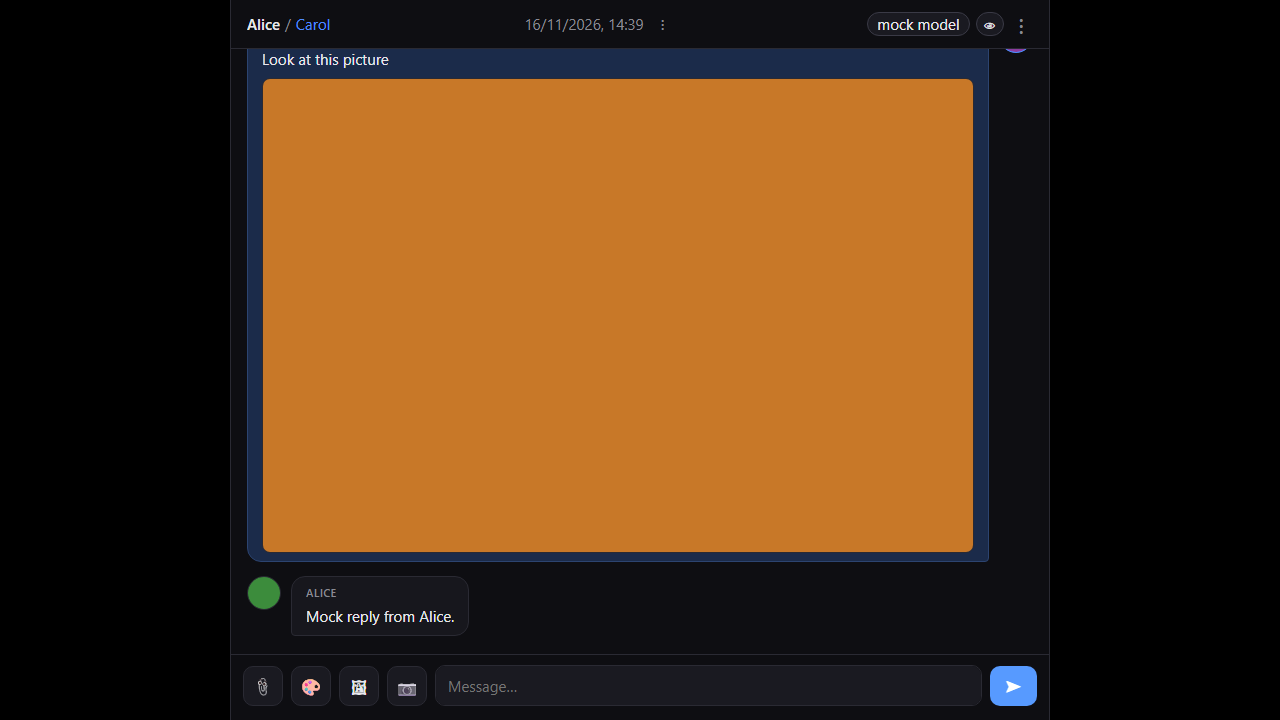 Alice / Carol
16/11/2026, 14:39
mock model
Look at this picture
ALICE
Mock reply from Alice.
Message...